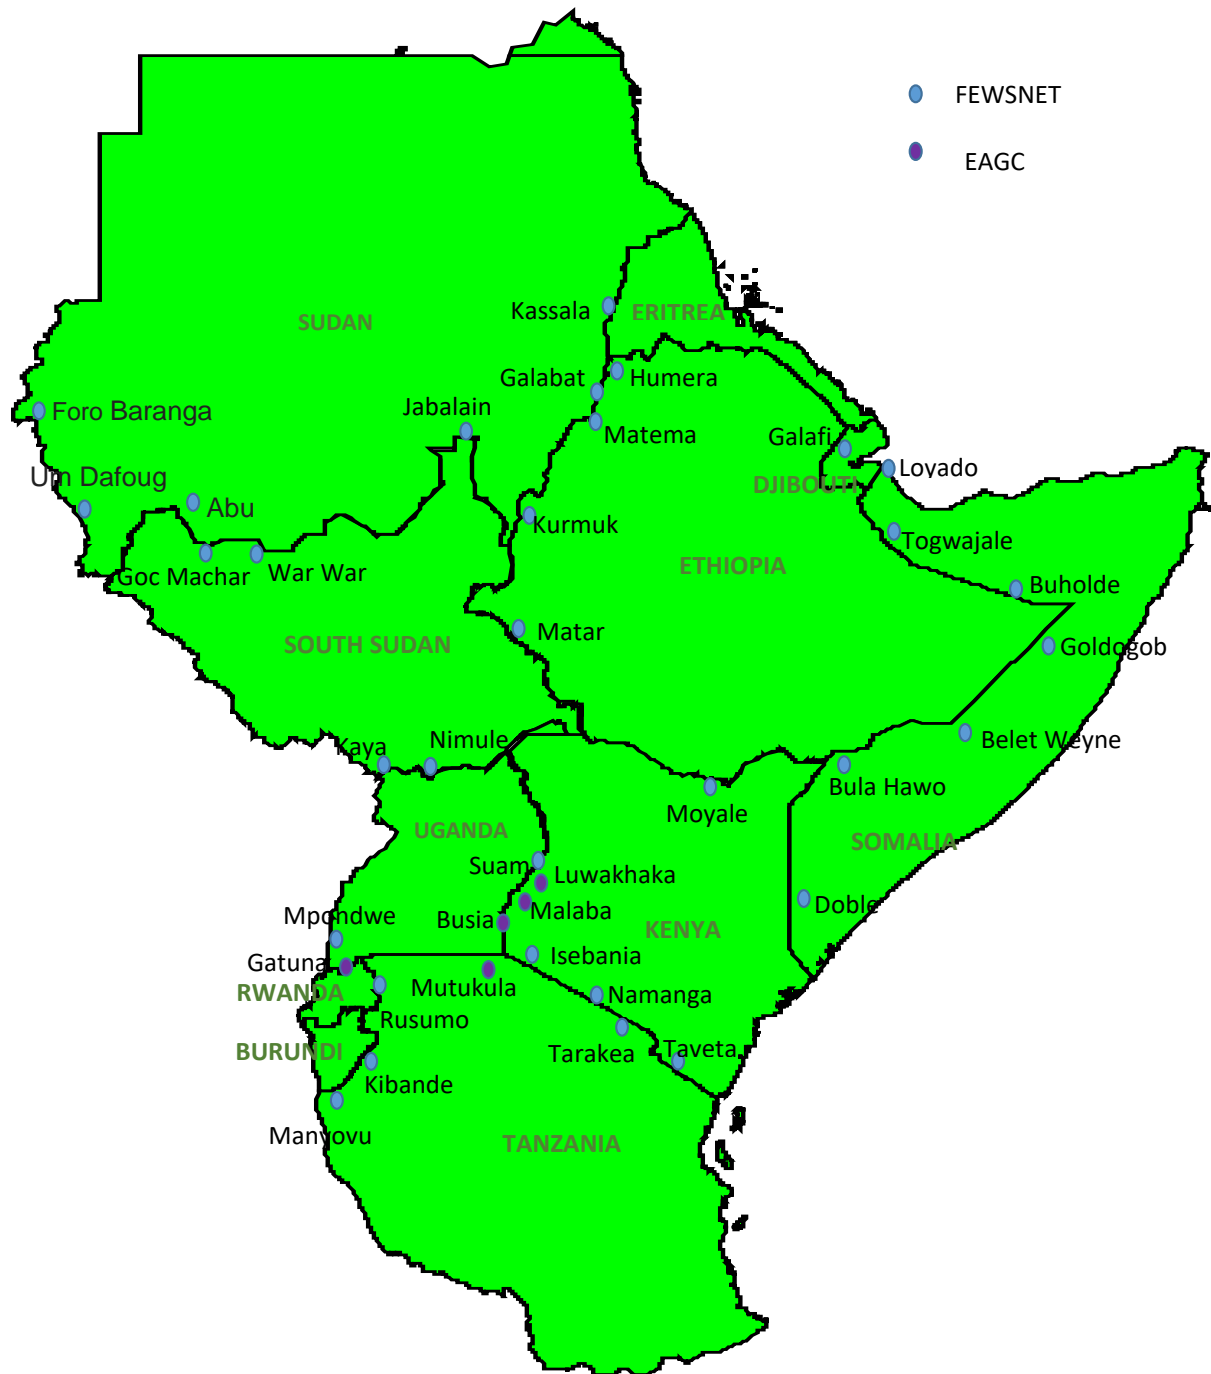 FEWSNET
EAGC
Kassala
ERITREA
SUDAN
Galabat
Humera
Jabalain
Foro Baranga
Matema
Galafi
Loyado
Um Dafoug
DJIBOUTI
Abu
Kurmuk
Togwajale
ETHIOPIA
Goc Machar
War War
Buholde
Matar
SOUTH SUDAN
Goldogob
Kaya
Nimule
Belet Weyne
Bula Hawo
Moyale
UGANDA
SOMALIA
Suam
Luwakhaka
Malaba
Doble
Mpondwe
Busia
KENYA
Isebania
Gatuna
Mutukula
RWANDA
Namanga
Rusumo
BURUNDI
Tarakea
Taveta
Kibande
Manyovu
TANZANIA